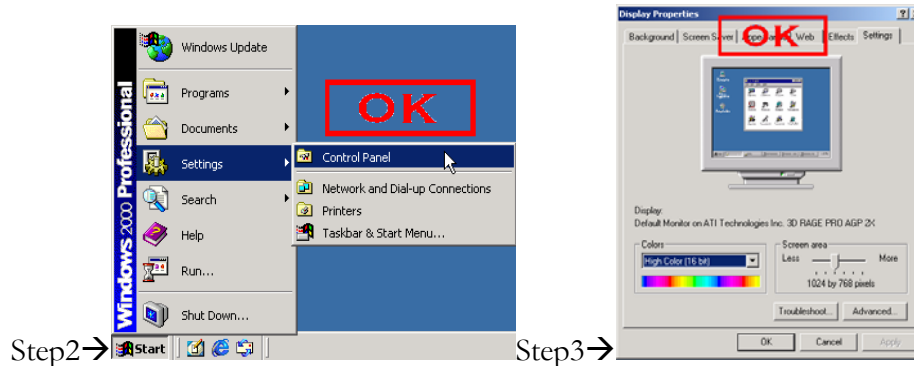 Windows 2000 Professional
Windows Update
Programs
Documents
Settings
Search
Help
Run...
Shut Down...
OK
Control Panel
Network and Dial-up Connections
Printers
Taskbar & Start Menu...
Step2→
Start
Step3→
Display Properties
Background
Screen Saver
OK
Web
Effects
Settings
Display:
Default Monitor on ATI Technologies Inc. 3D RAGE PRO AGP 2X
Colors
High Color (16 bit)
Screen area
Less
More
1024 by 768 pixels
Troubleshoot...
Advanced...
OK
Cancel
Apply